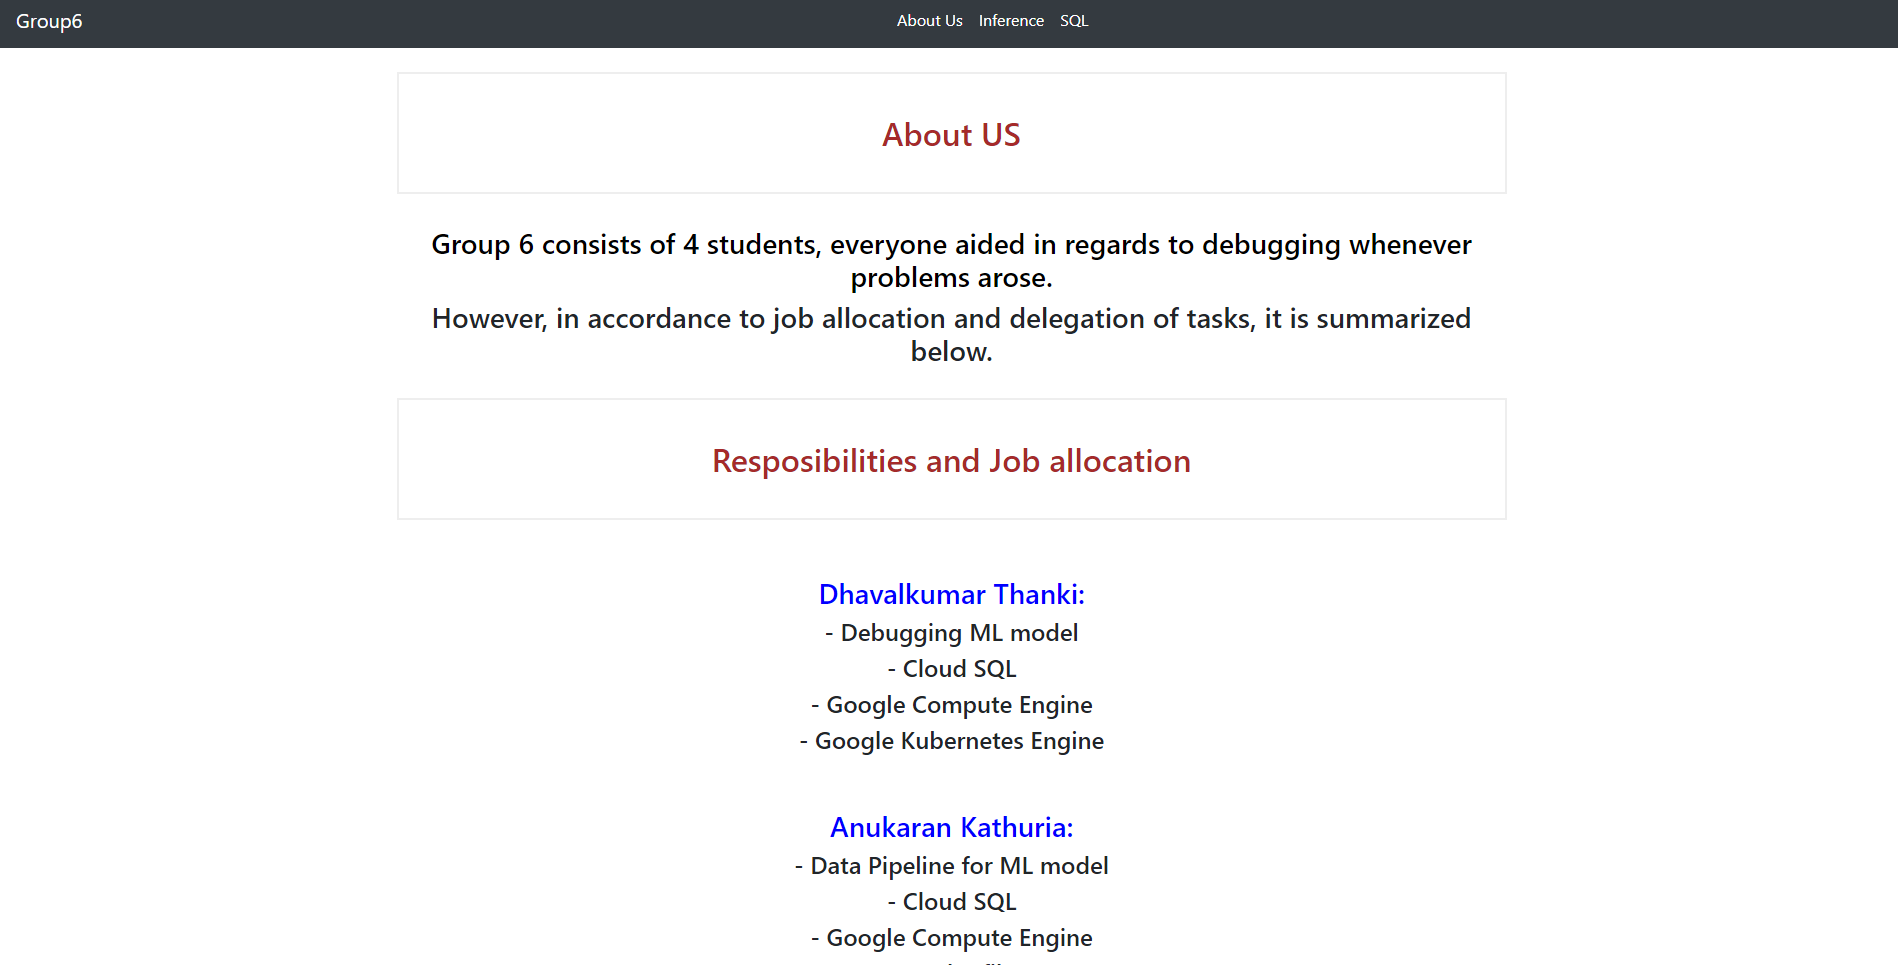 Group6
About Us Inference SQL
About US
Group 6 consists of 4 students, everyone aided in regards to debugging whenever
problems arose.
However, in accordance to job allocation and delegation of tasks, it is summarized
below.
Resposibilities and Job allocation
Dhavalkumar Thanki:
- Debugging ML model
- Cloud SQL
- Google Compute Engine
- Google Kubernetes Engine
Anukaran Kathuria:
- Data Pipeline for ML model
- Cloud SQL
- Google Compute Engine